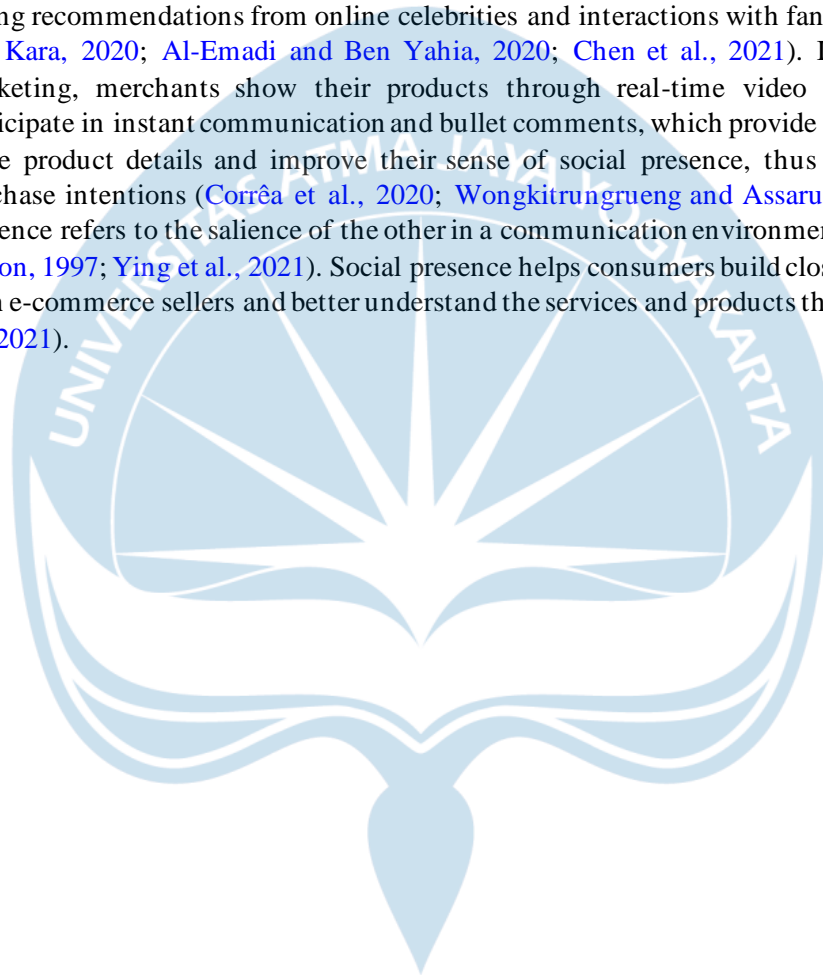 ng recommendations from online celebrities and interactions with fan
Kara, 2020; Al-Emadi and Ben Yahia, 2020; Chen et al., 2021).
keting, merchants show their products through real-time video
icipate in instant communication and bullet comments, which provide
e product details and improve their sense of social presence, thus
chase intentions (Corrêa et al., 2020; Wongkitrungrueng and Assaru
ence refers to the salience of the other in a communication environmen
on, 1997; Ying et al., 2021). Social presence helps consumers build clos
n e-commerce sellers and better understand the services and products th
2021).
UNIVERSITAS ATMA JAYA YOGYAKARTA